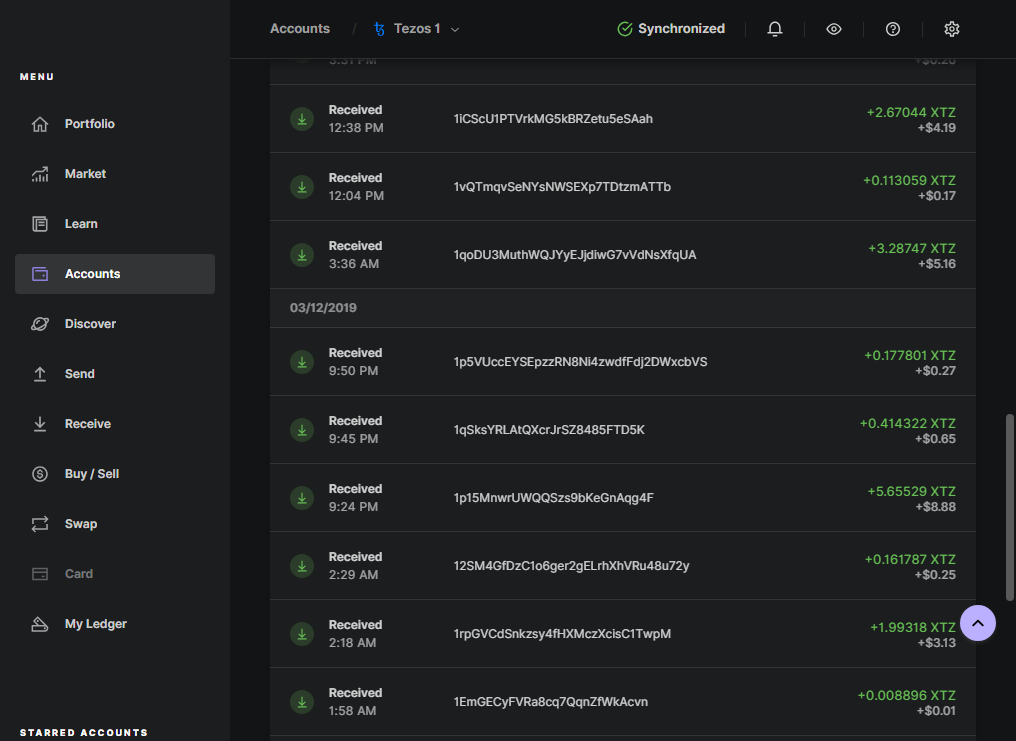 Accounts / Tezos 1
Synchronized
MENU
Portfolio
Market
Learn
Accounts
Discover
Send
Receive
Buy / Sell
Swap
Card
My Ledger
STARRED ACCOUNTS
3:31 PM
+$0.20
Received
12:38 PM
1iCScU1PTVrkMG5kBRZetu5eSAah
+2.67044 XTZ
+$4.19
Received
12:04 PM
1vQTmqvSeNYsNWSEXp7TDtzmATTb
+0.113059 XTZ
+$0.17
Received
3:36 AM
1qoDU3MuthWQJYyEJjdiwG7vVdNsXfqUA
+3.28747 XTZ
+$5.16
03/12/2019
Received
9:50 PM
1p5VUccEYSEpzzRN8Ni4zwdfFdj2DWxcbVS
+0.177801 XTZ
+$0.27
Received
9:45 PM
1qSksYRLAtQXcrJrSZ8485FTD5K
+0.414322 XTZ
+$0.65
Received
9:24 PM
1p15MnwrUWQQSzs9bKeGnAqg4F
+5.65529 XTZ
+$8.88
Received
2:29 AM
12SM4GfDzC1o6ger2gELrhXhVRu48u72y
+0.161787 XTZ
+$0.25
Received
2:18 AM
1rpGVCdSnkzsy4fHXMczXcisC1TwpM
+1.99318 XTZ
+$3.13
Received
1:58 AM
1EmGECyFVRa8cq7QqnZfWkAcvn
+0.008896 XTZ
+$0.01